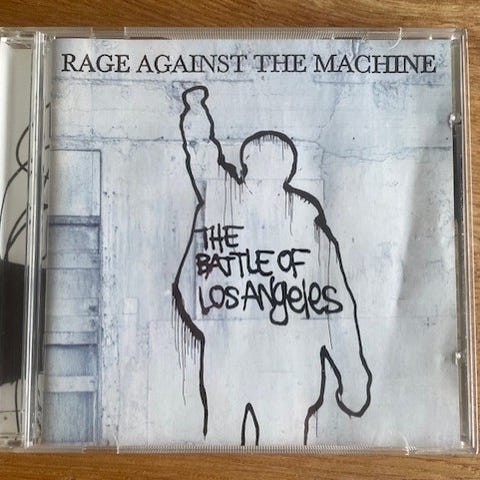 RAGE AGAINST THE MACHINE
THE
BATTLE OF
LOS ANgeleS